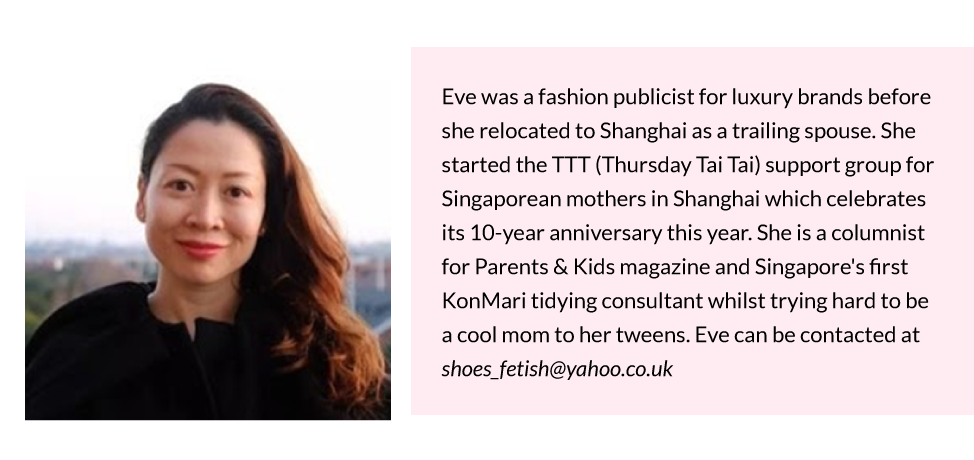 Eve was a fashion publicist for luxury brands before
she relocated to Shanghai as a trailing spouse. She
started the TTT (Thursday Tai Tai) support group for
Singaporean mothers in Shanghai which celebrates
its 10-year anniversary this year. She is a columnist
for Parents & Kids magazine and Singapore's first
KonMari tidying consultant whilst trying hard to be
a cool mom to her tweens. Eve can be contacted at
shoes_fetish@yahoo.co.uk